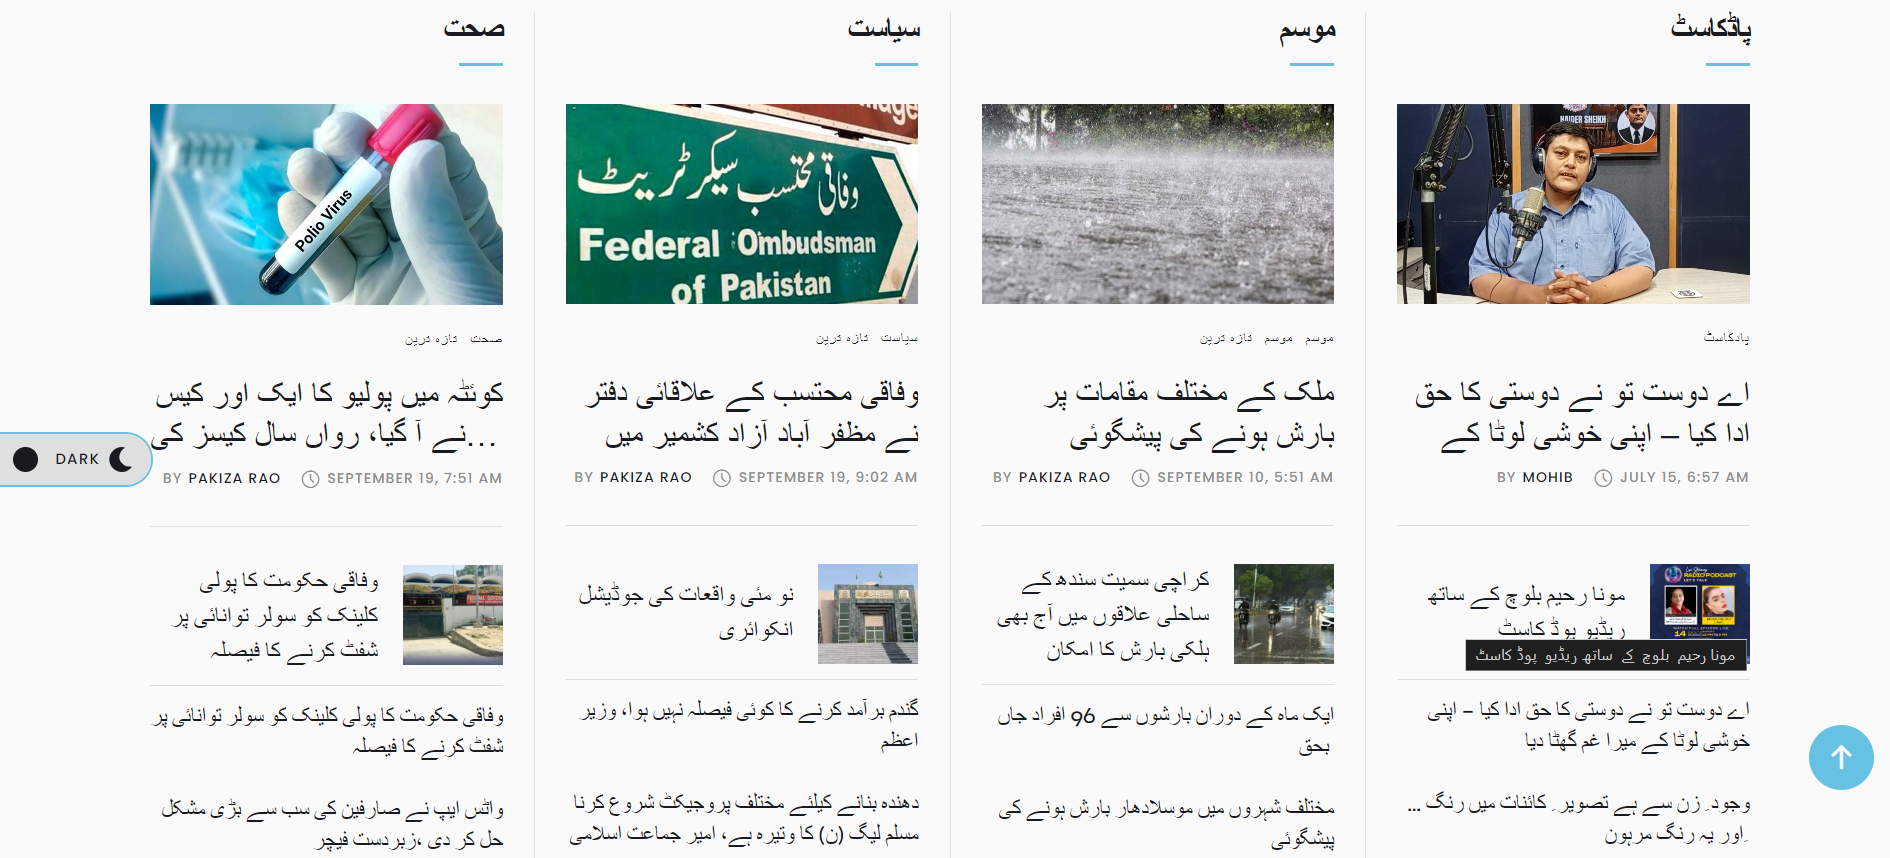 پاڈکاسٹ
HAIDER SHEIKH
پادکاسٹ
اے دوست تو نے دوستی کا حق
ادا کیا – اپنی خوشی لوٹا کے
BY MOHIB JULY 15, 6:57 AM
مونا رحیم بلوچ کے ساتھ
ریڈیو پوڈ کاسٹ
RADIO PODCAST
LET'S TALK
14
مونا رحیم بلوچ کے ساتھ ریڈیو پوڈ کاسٹ
اے دوست تو نے دوستی کا حق ادا کیا – اپنی
خوشی لوٹا کے میرا غم گھٹا دیا
وجودِ زن سے ہے تصویرِ کائنات میں رنگ ...
اور یہ رنگ مرہونِ
موسم
موسم موسم تازہ ترین
ملک کے مختلف مقامات پر
بارش ہونے کی پیشگوئی
BY PAKIZA RAO SEPTEMBER 10, 5:51 AM
کراچی سمیت سندھ کے
ساحلی علاقوں میں آج بھی
ہلکی بارش کا امکان
ایک ماہ کے دوران بارشوں سے 96 افراد جاں
بحق
مختلف شہروں میں موسلادھار بارش ہونے کی
پیشگوئی
سیاست
وفاقی محتسب سیکرٹریٹ
Federal Ombudsman
of Pakistan
سیاست تازہ ترین
وفاقی محتسب کے علاقائی دفتر
نے مظفر آباد آزاد کشمیر میں
BY PAKIZA RAO SEPTEMBER 19, 9:02 AM
نو مئی واقعات کی جوڈیشل
انکوائری
گندم برآمد کرنے کا کوئی فیصلہ نہیں ہوا، وزیر
اعظم
دھندہ بنانے کیلئے مختلف پروجیکٹ شروع کرنا
مسلم لیگ (ن) کا وتیرہ ہے، امیر جماعت اسلامی
صحت
Polio Virus
صحت تازہ ترین
کوئٹہ میں پولیو کا ایک اور کیس
نے آ گیا، رواں سال کیسز کی...
BY PAKIZA RAO SEPTEMBER 19, 7:51 AM
وفاقی حکومت کا پولی
کلینک کو سولر توانائی پر
شفٹ کرنے کا فیصلہ
وفاقی حکومت کا پولی کلینک کو سولر توانائی پر
شفٹ کرنے کا فیصلہ
واٹس ایپ نے صارفین کی سب سے بڑی مشکل
حل کر دی ،زبردست فیچر
DARK